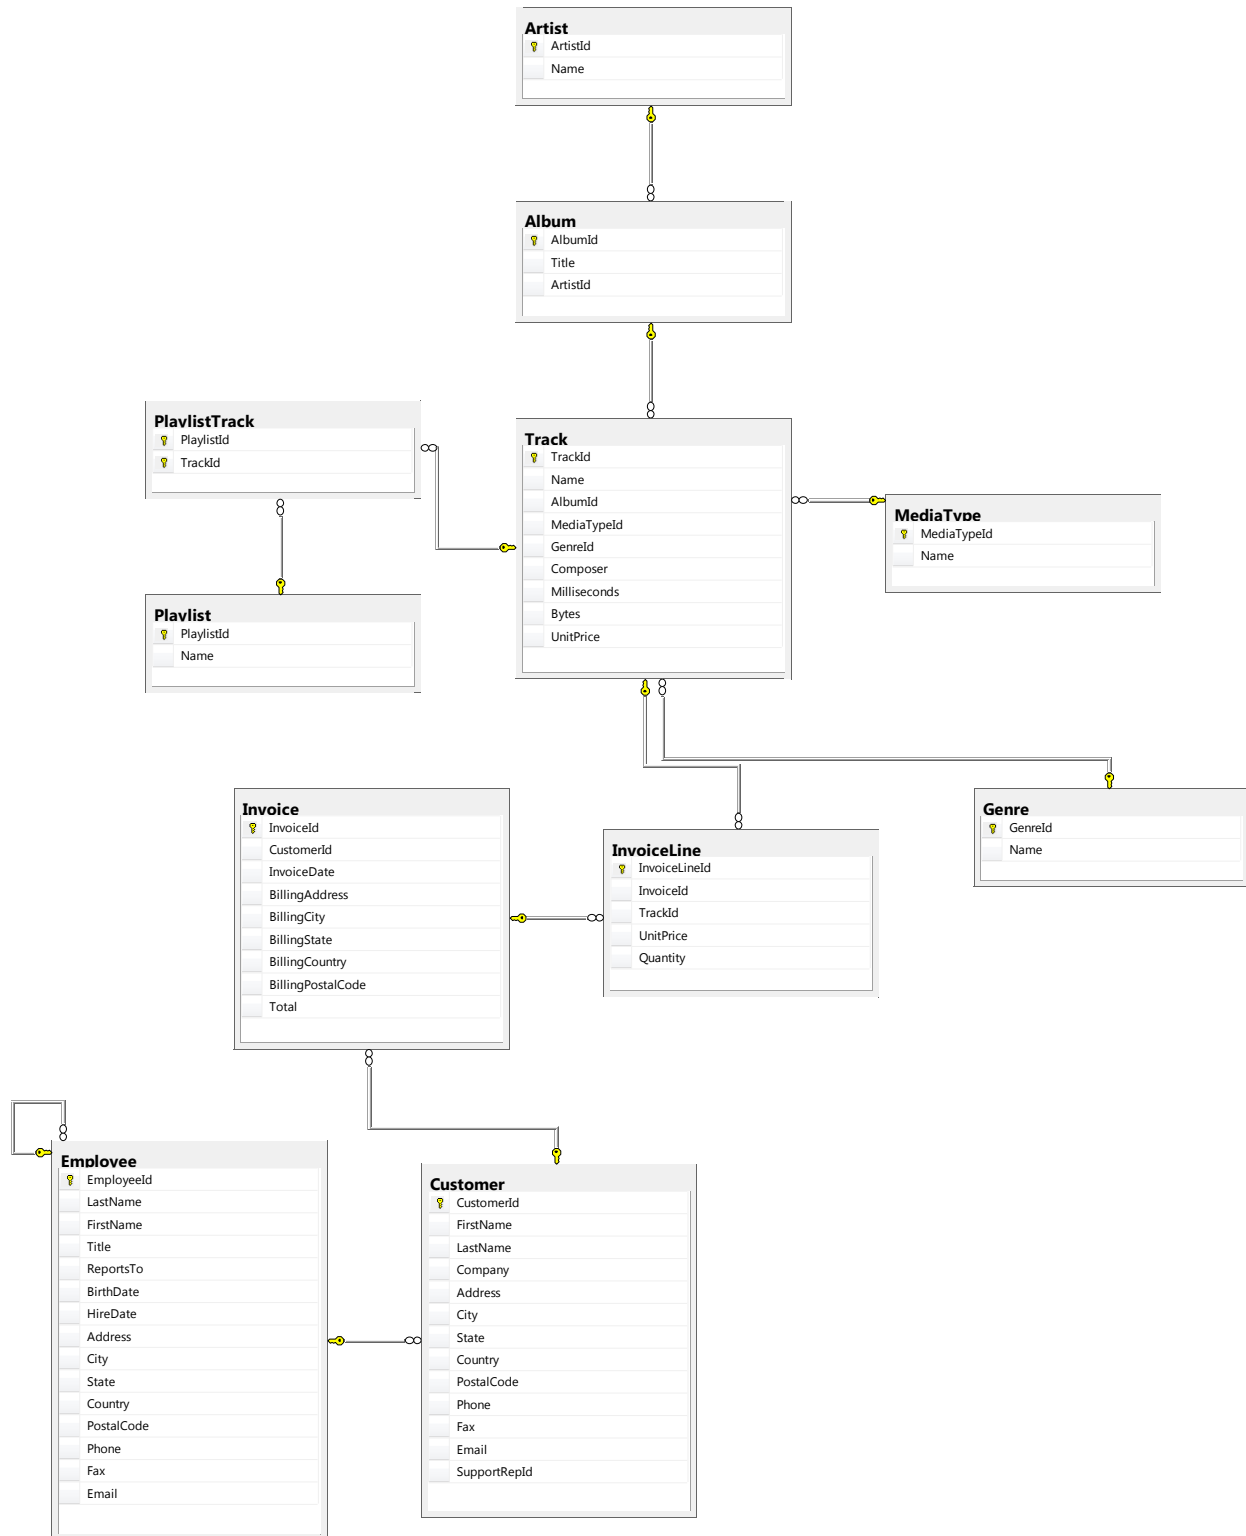 Artist
ArtistId
Name
Album
AlbumId
Title
ArtistId
PlaylistTrack
PlaylistId
TrackId
Track
TrackId
Name
AlbumId
MediaTypeId
GenreId
Composer
Milliseconds
Bytes
UnitPrice
MediaType
MediaTypeId
Name
Playlist
PlaylistId
Name
Invoice
InvoiceId
CustomerId
InvoiceDate
BillingAddress
BillingCity
BillingState
BillingCountry
BillingPostalCode
Total
InvoiceLine
InvoiceLineId
InvoiceId
TrackId
UnitPrice
Quantity
Genre
GenreId
Name
Employee
EmployeeId
LastName
FirstName
Title
ReportsTo
BirthDate
HireDate
Address
City
State
Country
PostalCode
Phone
Fax
Email
Customer
CustomerId
FirstName
LastName
Company
Address
City
State
Country
PostalCode
Phone
Fax
Email
SupportRepId